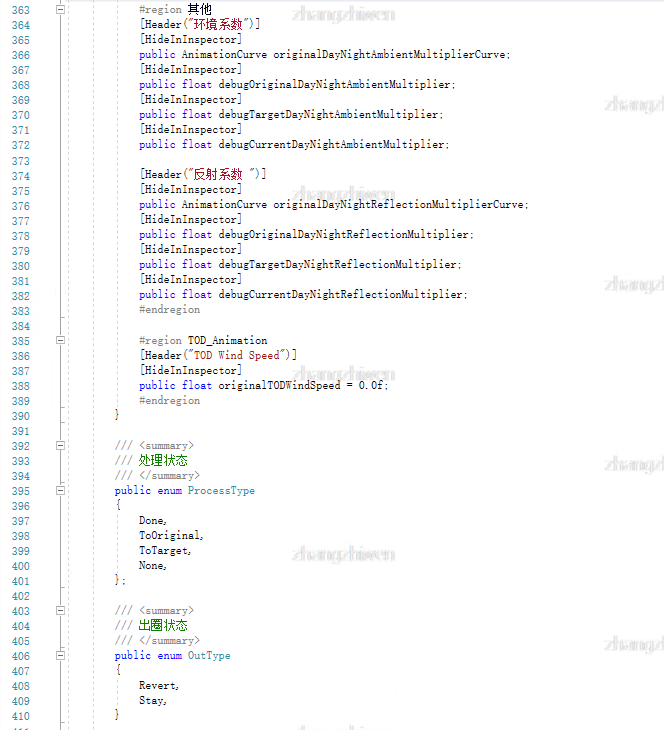 zhangzhiwen
363 #region 其他
364 [Header("环境系数")]
365 [HideInInspector]
366 public AnimationCurve originalDayNightAmbientMultiplierCurve;
367 [HideInInspector]
368 public float debugOriginalDayNightAmbientMultiplier;
369 [HideInInspector]
370 public float debugTargetDayNightAmbientMultiplier;
371 [HideInInspector]
372 public float debugCurrentDayNightAmbientMultiplier;
373
374 [Header("反射系数 ")]
375 [HideInInspector]
376 public AnimationCurve originalDayNightReflectionMultiplierCurve;
377 [HideInInspector]
378 public float debugOriginalDayNightReflectionMultiplier;
379 [HideInInspector]
380 public float debugTargetDayNightReflectionMultiplier;
381 [HideInInspector]
382 public float debugCurrentDayNightReflectionMultiplier;
383 #endregion
384
385 #region TOD_Animation
386 [Header("TOD Wind Speed")]
387 [HideInInspector]
388 public float originalTODWindSpeed = 0.0f;
389 #endregion
390 }
391
392 /// <summary>
393 /// 处理状态
394 /// </summary>
395 public enum ProcessType
396 {
397 Done,
398 ToOriginal,
399 ToTarget,
400 None,
401 };
402
403 /// <summary>
404 /// 出圈状态
405 /// </summary>
406 public enum OutType
407 {
408 Revert,
409 Stay,
410 }